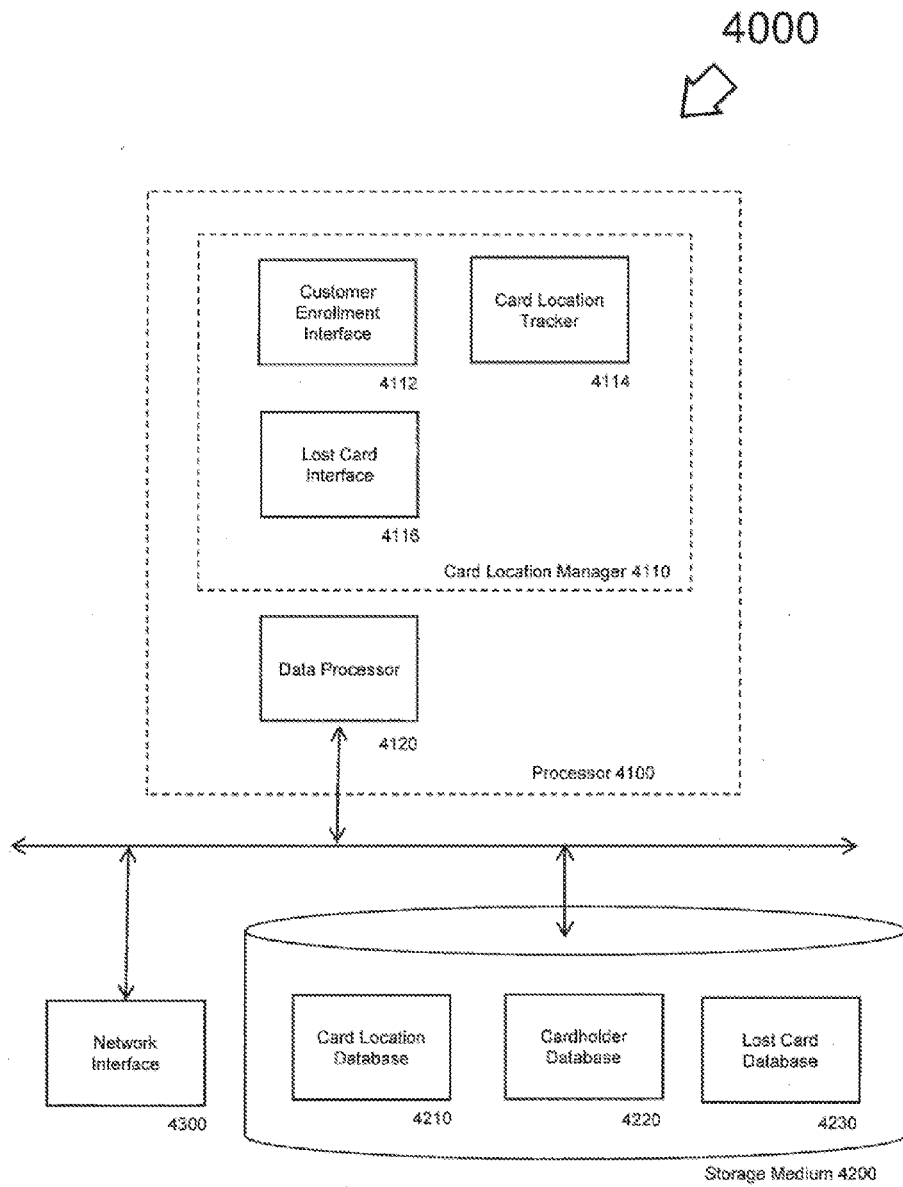 4000
Customer
Enrollment
Interface
4112
Card Location
Tracker
4114
Lost Card
Interface
4116
Card Location Manager 4110
Data Processor
4120
Processor 4100
Network
Interface
4300
Card Location
Database
4210
Cardholder
Database
4220
Lost Card
Database
4230
Storage Medium 4200